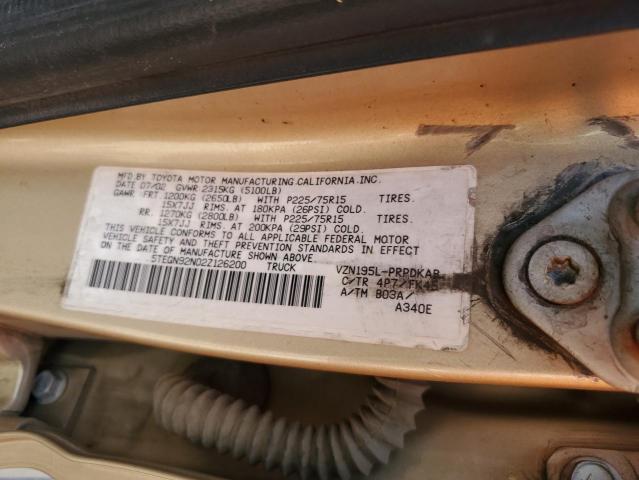 MFD.BY TOYOTA MOTOR MANUFACTURING.CALIFORNIA.INC.
DATE 07/02 GVWR 2315KG (5100LB)
GAWR FRT. 1200KG (2650LB) WITH P225/75R15 TIRES.
15X7JJ RIMS. AT 180KPA (26PSI) COLD.
RR. 1270KG (2800LB) WITH P225/75R15 TIRES.
15X7JJ RIMS. AT 200KPA (29PSI) COLD.
THIS VEHICLE CONFORMS TO ALL APPLICABLE FEDERAL MOTOR
VEHICLE SAFETY AND THEFT PREVENTION STANDARDS IN EFFECT
ON THE DATE OF MANUFACTURE SHOWN ABOVE.
5TEGN92N02Z126200 TRUCK VZN195L-PRPDKAB
C/TR 4P7/FK45
A/TM B03A/
A340E